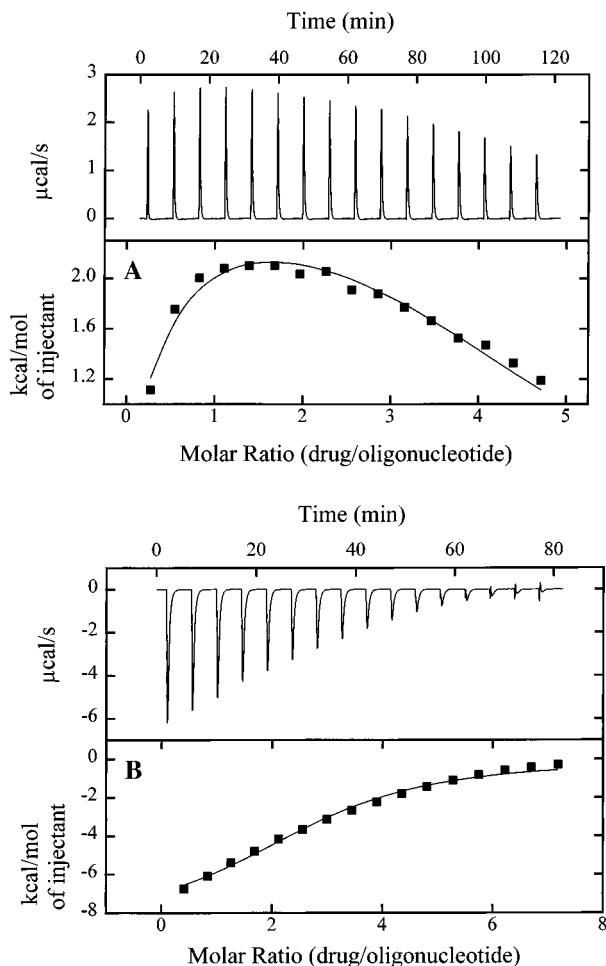 Time (min)
0 20 40 60 80 100 120
3
2
1
0
μcal/s
A
2.0
1.6
1.2
kcal/mol
of injectant
0 1 2 3 4 5
Molar Ratio (drug/oligonucleotide)
Time (min)
0 20 40 60 80
0
-2
-4
-6
μcal/s
B
0
-2
-4
-6
-8
kcal/mol
of injectant
0 2 4 6 8
Molar Ratio (drug/oligonucleotide)